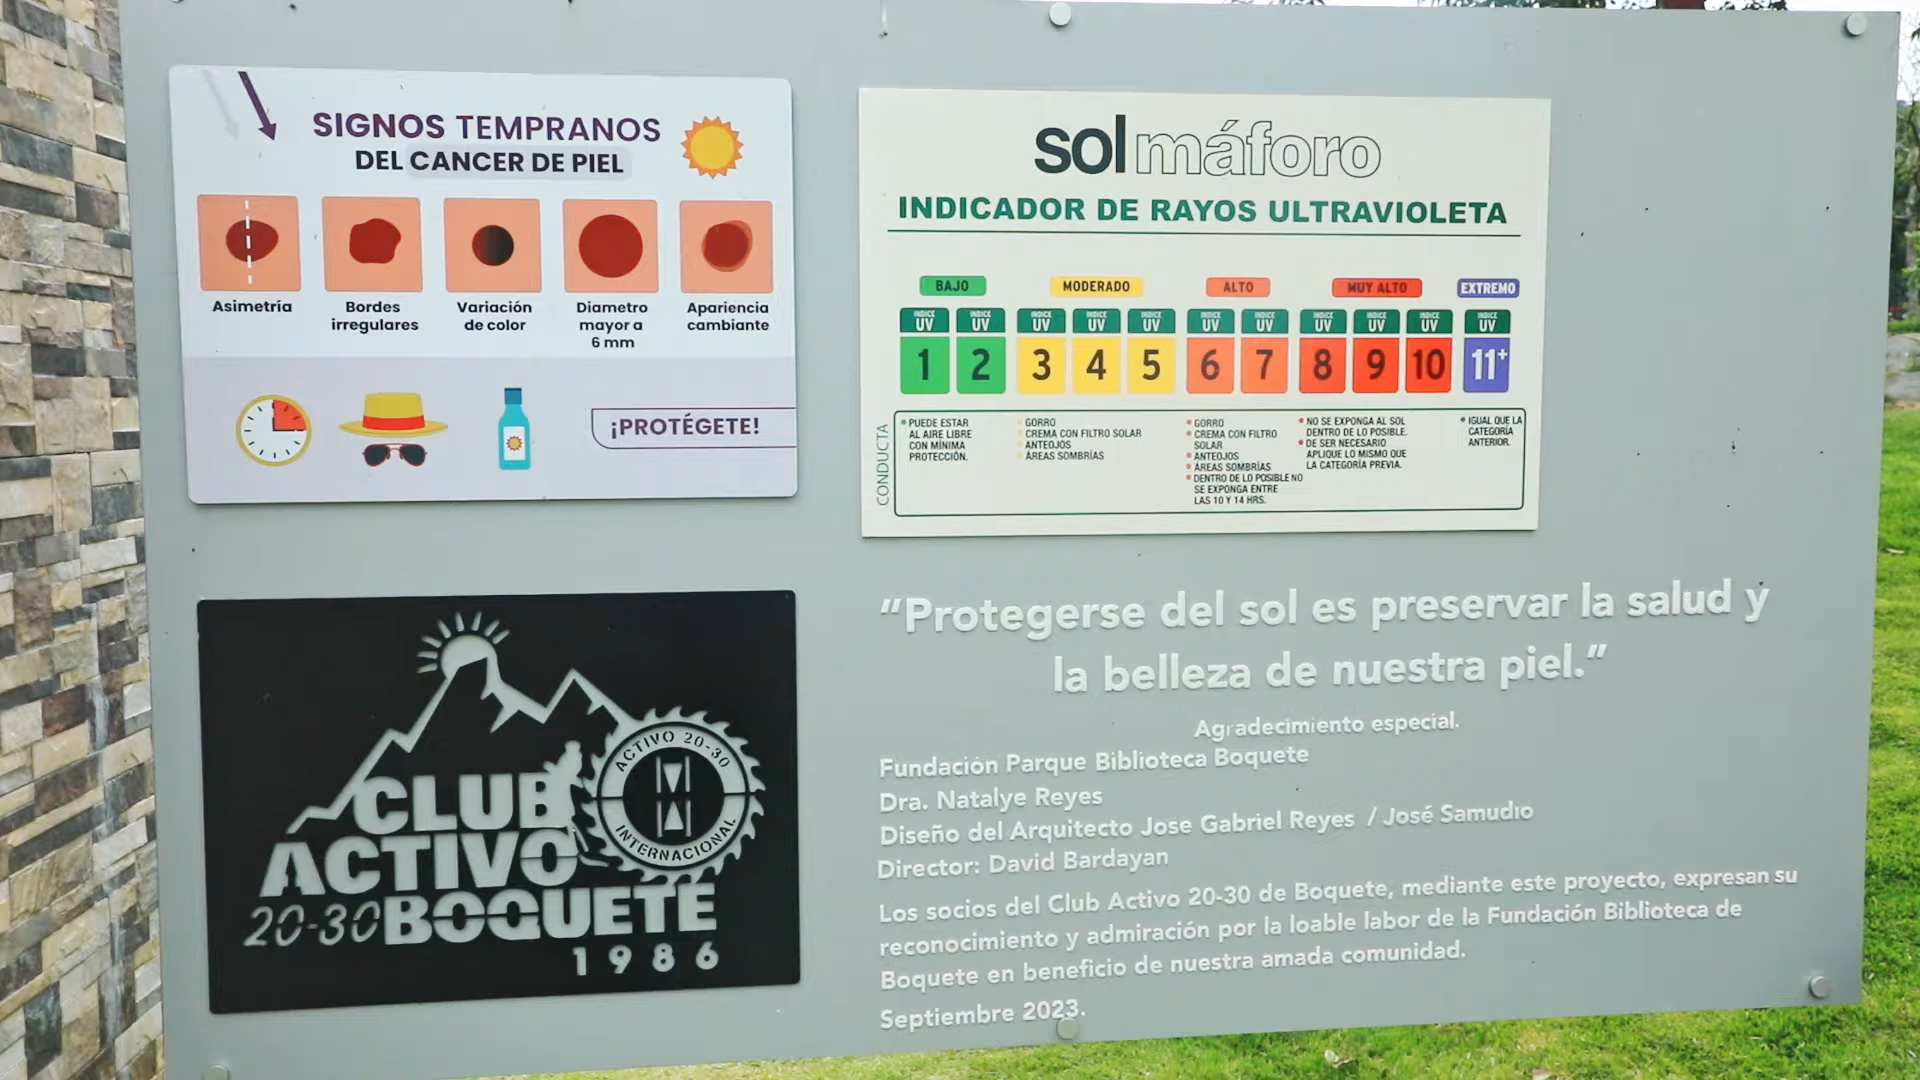 SIGNOS TEMPRANOS
DEL CANCER DE PIEL
Asimetría
Bordes
irregulares
Variación
de color
Diametro
mayor a
6 mm
Apariencia
cambiante
¡PROTÉGETE!
solmáforo
INDICADOR DE RAYOS ULTRAVIOLETA
BAJO
MODERADO
ALTO
MUY ALTO
EXTREMO
INDICE UV 1
INDICE UV 2
INDICE UV 3
INDICE UV 4
INDICE UV 5
INDICE UV 6
INDICE UV 7
INDICE UV 8
INDICE UV 9
INDICE UV 10
INDICE UV 11+
CONDUCTA
PUEDE ESTAR
AL AIRE LIBRE
CON MÍNIMA
PROTECCIÓN.
GORRO
CREMA CON FILTRO SOLAR
ANTEOJOS
ÁREAS SOMBRÍAS
GORRO
CREMA CON FILTRO
SOLAR
ANTEOJOS
ÁREAS SOMBRÍAS
DENTRO DE LO POSIBLE NO
SE EXPONGA ENTRE
LAS 10 Y 14 HRS.
NO SE EXPONGA AL SOL
DENTRO DE LO POSIBLE.
DE SER NECESARIO
APLIQUE LO MISMO QUE
LA CATEGORÍA PREVIA.
IGUAL QUE LA
CATEGORÍA
ANTERIOR.
CLUB
ACTIVO
20-30 BOQUETE
1986
ACTIVO 20-30
INTERNACIONAL
"Protegerse del sol es preservar la salud y
la belleza de nuestra piel."
Agradecimiento especial.
Fundación Parque Biblioteca Boquete
Dra. Natalye Reyes
Diseño del Arquitecto Jose Gabriel Reyes / José Samudio
Director: David Bardayan
Los socios del Club Activo 20-30 de Boquete, mediante este proyecto, expresan su
reconocimiento y admiración por la loable labor de la Fundación Biblioteca de
Boquete en beneficio de nuestra amada comunidad.
Septiembre 2023.